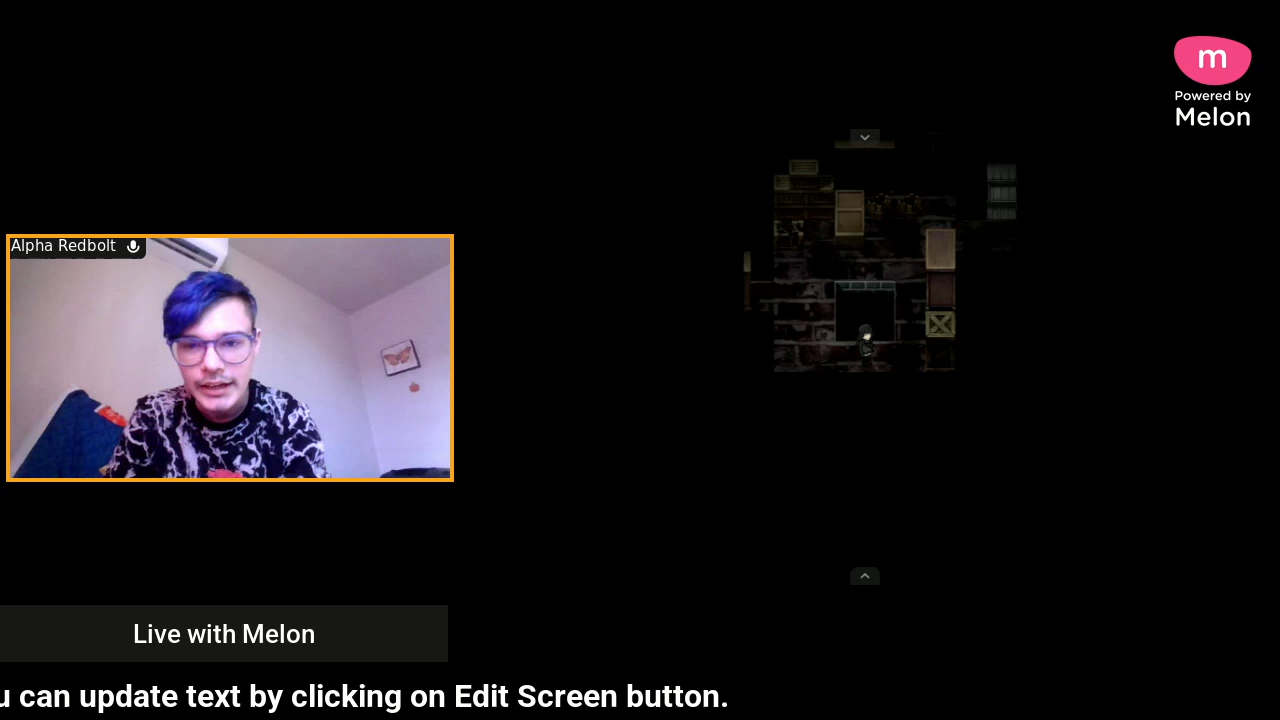 m
Powered by
Melon
Alpha Redbolt
Live with Melon
u can update text by clicking on Edit Screen button.